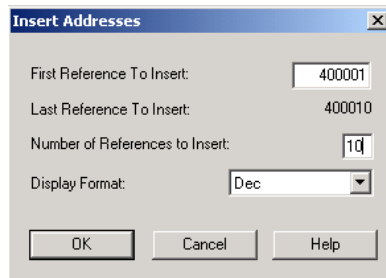 Insert Addresses
First Reference To Insert: 400001
Last Reference To Insert: 400010
Number of References to Insert: 10
Display Format: Dec
OK Cancel Help